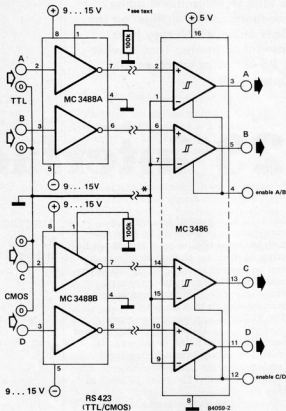 9 ... 15 V
* see text
5 V
8
1
100k
16
A
2
7
2
3
A
TTL
MC 3488A
4
1
B
3
6
6
5
B
7
5
9 ... 15 V
*
4
enable A/B
9 ... 15 V
8
1
100k
MC 3486
C
2
7
14
13
C
CMOS
MC 3488B
4
15
D
3
6
10
11
D
9
5
12
enable C/D
9 ... 15 V
RS 423
(TTL/CMOS)
8
84059-2